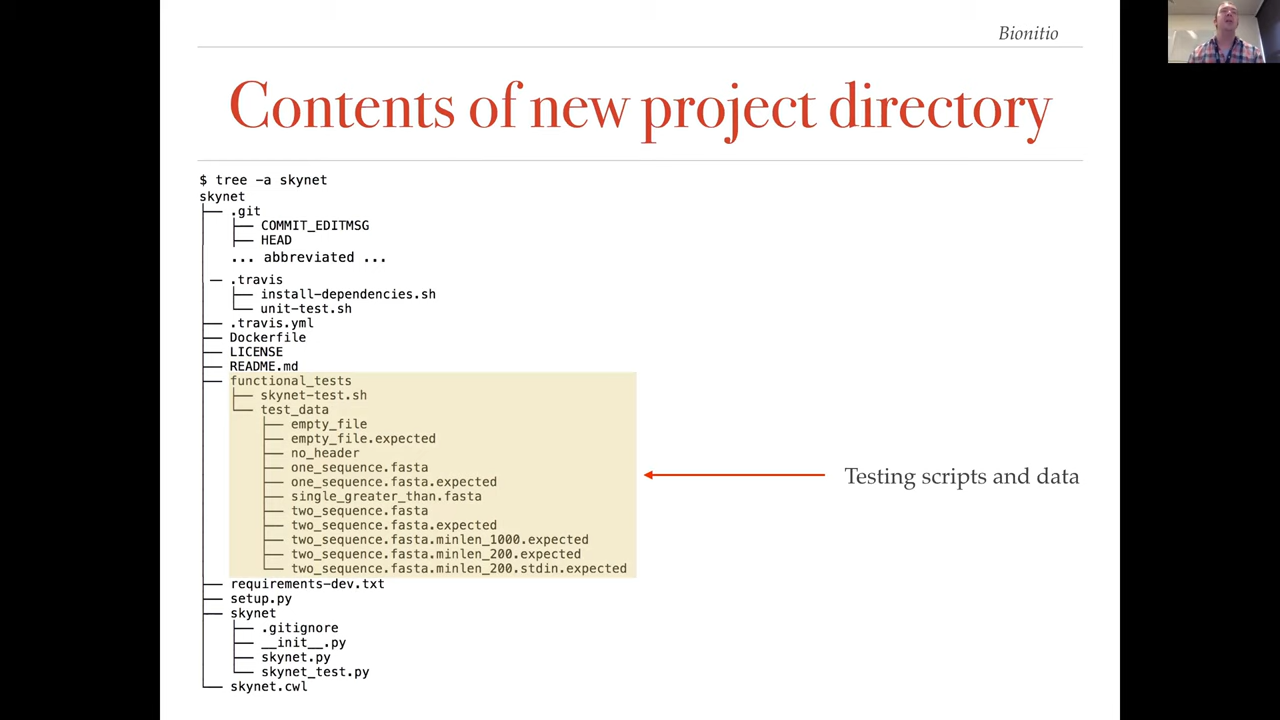 Bionitio
Contents of new project directory
$ tree -a skynet
skynet
├── .git
├── COMMIT_EDITMSG
├── HEAD
... abbreviated ...
── .travis
├── install-dependencies.sh
└── unit-test.sh
├── .travis.yml
├── Dockerfile
├── LICENSE
├── README.md
├── functional_tests
├── skynet-test.sh
└── test_data
├── empty_file
├── empty_file.expected
├── no_header
├── one_sequence.fasta
├── one_sequence.fasta.expected
├── single_greater_than.fasta
├── two_sequence.fasta
├── two_sequence.fasta.expected
├── two_sequence.fasta.minlen_1000.expected
├── two_sequence.fasta.minlen_200.expected
└── two_sequence.fasta.minlen_200.stdin.expected
Testing scripts and data
├── requirements-dev.txt
├── setup.py
├── skynet
├── .gitignore
├── __init__.py
├── skynet.py
└── skynet_test.py
└── skynet.cwl